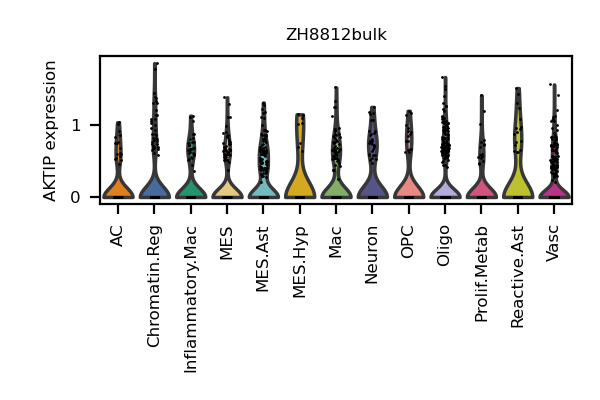 ZH8812bulk
AKTIP expression
1
0
AC
Chromatin.Reg
Inflammatory.Mac
MES
MES.Ast
MES.Hyp
Mac
Neuron
OPC
Oligo
Prolif.Metab
Reactive.Ast
Vasc